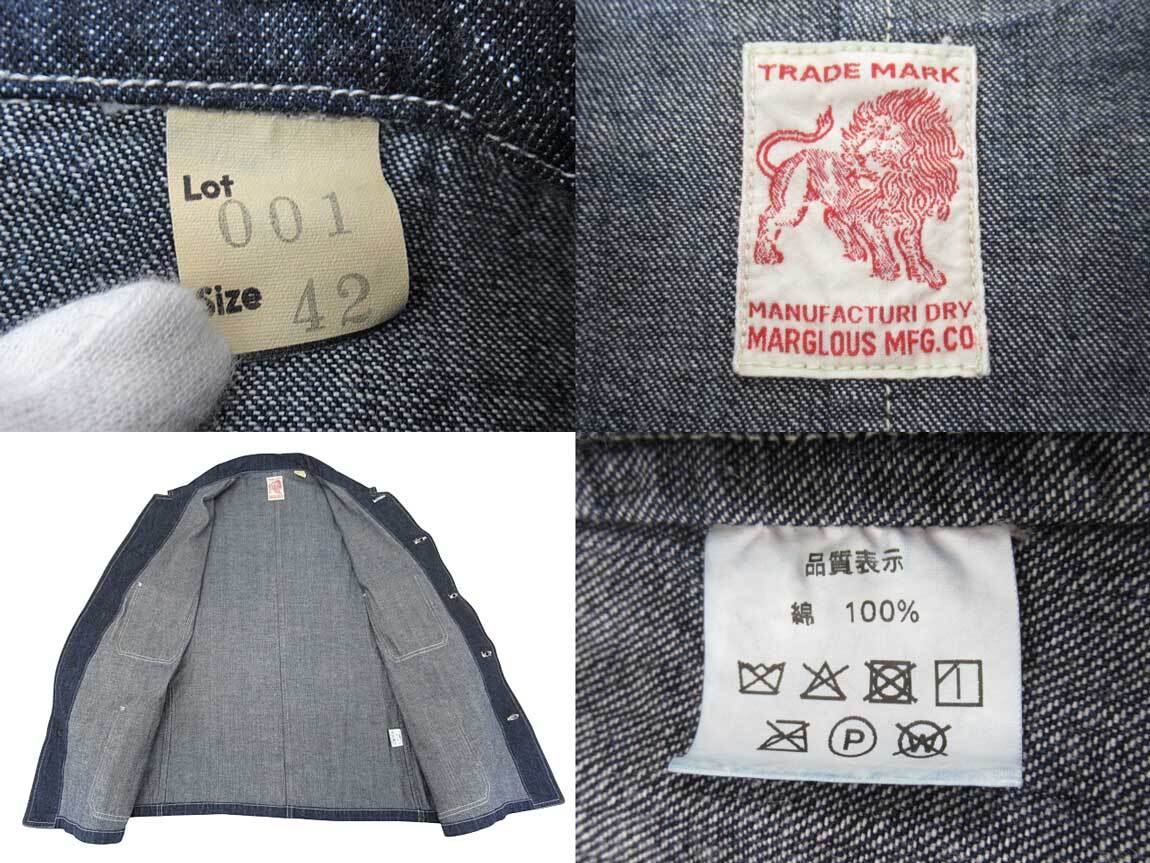 Lot
001
Size 42
TRADE MARK
MANUFACTURI DRY
MARGLOUS MFG.CO
品質表示
綿 100%
P
W